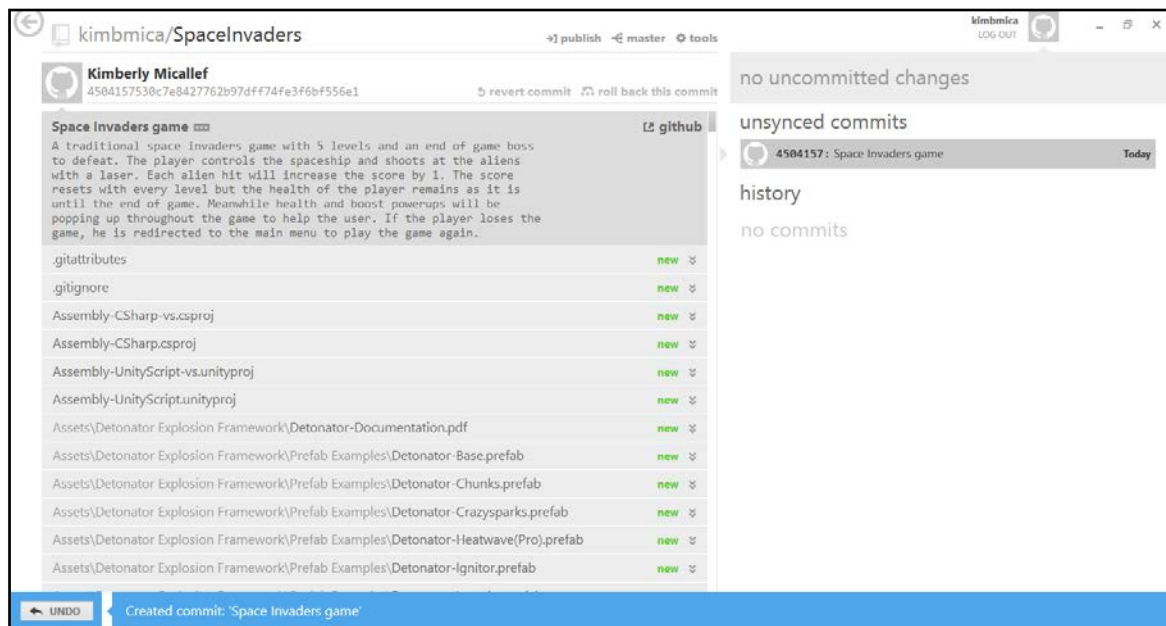 kimbmica/SpaceInvaders
publish master tools
kimbmica
LOG OUT
Kimberly Micallef
4504157530c7e8427762b97dff74fe3f6bf556e1
revert commit roll back this commit
Space Invaders game
github
A traditional space invaders game with 5 levels and an end of game boss
to defeat. The player controls the spaceship and shoots at the aliens
with a laser. Each alien hit will increase the score by 1. The score
resets with every level but the health of the player remains as it is
until the end of game. Meanwhile health and boost powerups will be
popping up throughout the game to help the user. If the player loses the
game, he is redirected to the main menu to play the game again.
.gitattributes new
.gitignore new
Assembly-CSharp-vs.csproj new
Assembly-CSharp.csproj new
Assembly-UnityScript-vs.unityproj new
Assembly-UnityScript.unityproj new
Assets\Detonator Explosion Framework\Detonator-Documentation.pdf new
Assets\Detonator Explosion Framework\Prefab Examples\Detonator-Base.prefab new
Assets\Detonator Explosion Framework\Prefab Examples\Detonator-Chunks.prefab new
Assets\Detonator Explosion Framework\Prefab Examples\Detonator-Crazysparks.prefab new
Assets\Detonator Explosion Framework\Prefab Examples\Detonator-Heatwave(Pro).prefab new
Assets\Detonator Explosion Framework\Prefab Examples\Detonator-Ignitor.prefab new
no uncommitted changes
unsynced commits
4504157: Space Invaders game Today
history
no commits
UNDO Created commit: 'Space Invaders game'